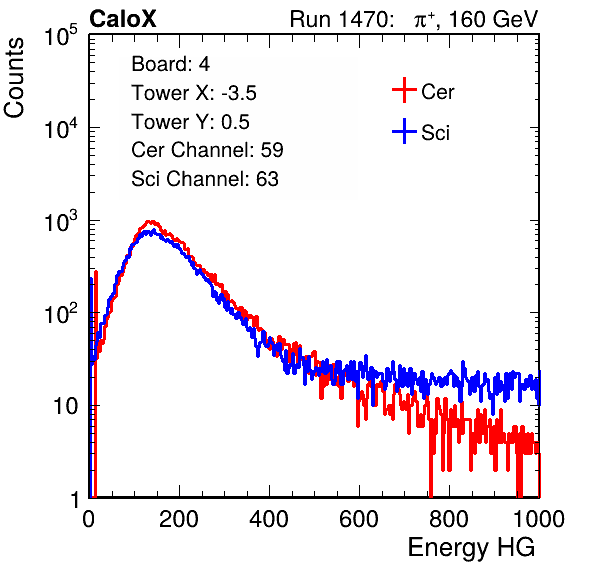 CaloX Run 1470: π⁺, 160 GeV
Counts
10⁵
10⁴
10³
10²
10
1
Board: 4
Tower X: -3.5
Tower Y: 0.5
Cer Channel: 59
Sci Channel: 63
Cer
Sci
0 200 400 600 800 1000
Energy HG